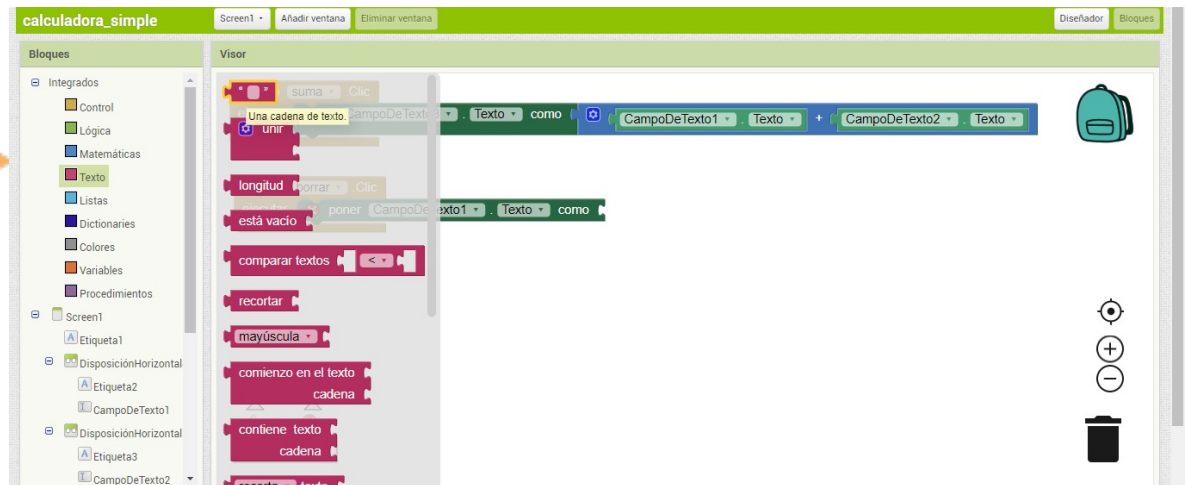 calculadora_simple Screen1 Añadir ventana Eliminar ventana Diseñador Bloques
Bloques Visor
Integrados
Control
Lógica
Matemáticas
Texto
Listas
Dictionaries
Colores
Variables
Procedimientos
Screen1
Etiqueta1
DisposiciónHorizontal
Etiqueta2
CampoDeTexto1
DisposiciónHorizontal
Etiqueta3
CampoDeTexto2
" "
suma Clic
Una cadena de texto.
CampoDeTexto . Texto como CampoDeTexto1 . Texto + CampoDeTexto2 . Texto
unir
longitud
borrar Clic
poner CampoDeTexto1 . Texto como
está vacío
comparar textos <
recortar
mayúscula
comienzo en el texto
cadena
contiene texto
cadena